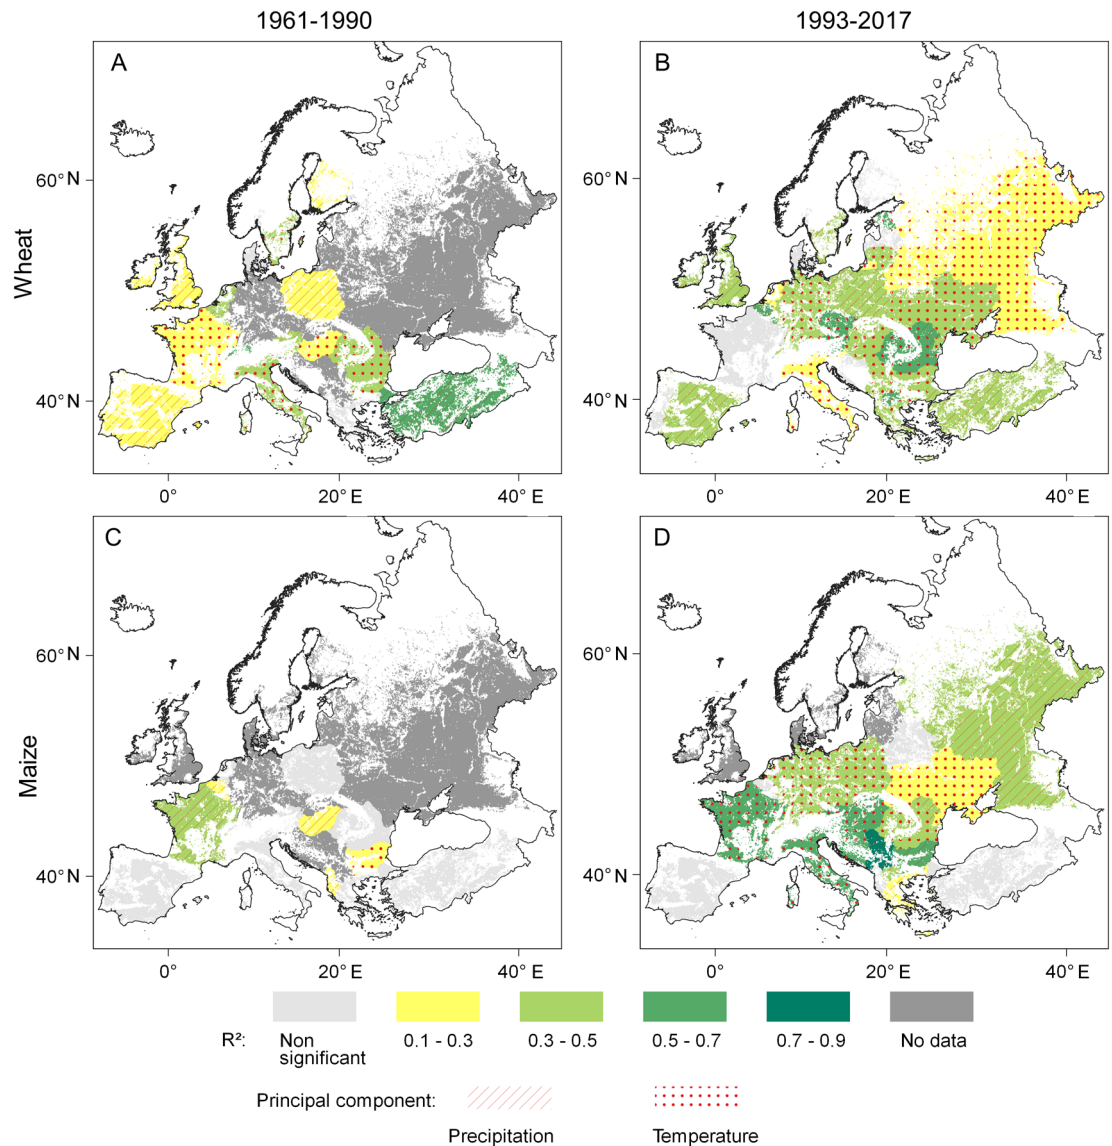 1961-1990
1993-2017
A
B
Wheat
60° N
40° N
60° N
40° N
0°
20° E
40° E
0°
20° E
40° E
C
D
Maize
60° N
40° N
60° N
40° N
0°
20° E
40° E
0°
20° E
40° E
R²:
Non
significant
0.1 - 0.3
0.3 - 0.5
0.5 - 0.7
0.7 - 0.9
No data
Principal component:
Precipitation
Temperature